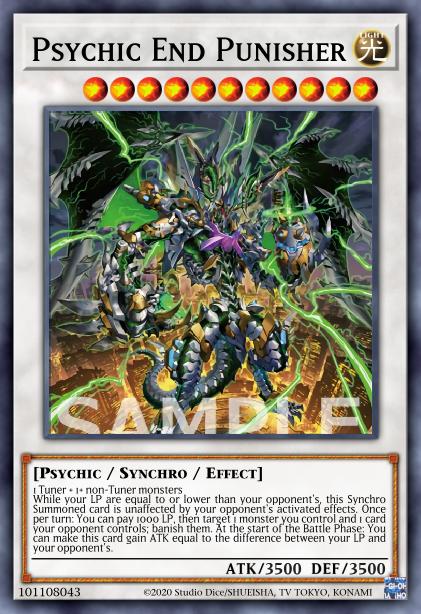 PSYCHIC END PUNISHER
LIGHT
光
SAMPLE
[PSYCHIC / SYNCHRO / EFFECT]
1 Tuner + 1+ non-Tuner monsters
While your LP are equal to or lower than your opponent's, this Synchro
Summoned card is unaffected by your opponent's activated effects. Once
per turn: You can pay 1000 LP, then target 1 monster you control and 1 card
your opponent controls; banish them. At the start of the Battle Phase: You
can make this card gain ATK equal to the difference between your LP and
your opponent's.
ATK/3500 DEF/3500
101108043
©2020 Studio Dice/SHUEISHA, TV TOKYO, KONAMI